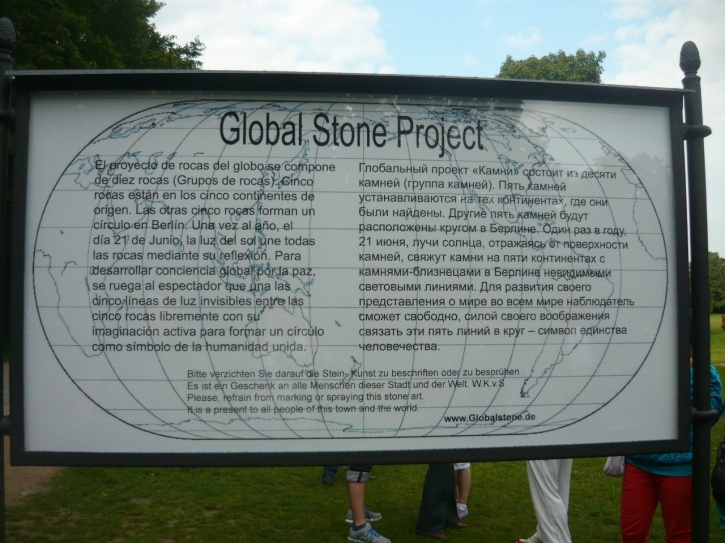 Global Stone Project
El proyecto de rocas del globo se compone
de diez rocas (Grupos de rocas). Cinco
rocas están en los cinco continentes de
origen. Las otras cinco rocas forman un
círculo en Berlín. Una vez al año, el
día 21 de Junio, la luz del sol une todas
las rocas mediante su reflexión. Para
desarrollar conciencia global por la paz,
se ruega al espectador que una las
cinco líneas de luz invisibles entre las
cinco rocas libremente con su
imaginación activa para formar un círculo
como símbolo de la humanidad unida.
Глобальный проект «Камни» состоит из десяти
камней (группа камней). Пять камней
устанавливаются на тех континентах, где они
были найдены. Другие пять камней будут
расположены кругом в Берлине. Один раз в году,
21 июня, лучи солнца, отражаясь от поверхности
камней, свяжут камни на пяти континентах с
камнями-близнецами в Берлине невидимыми
световыми линиями. Для развития своего
представления о мире во всем мире наблюдатель
сможет свободно, силой своего воображения
связать эти пять линий в круг – символ единства
человечества.
Bitte verzichten Sie darauf die Stein- Kunst zu beschriften oder zu besprühen
Es ist ein Geschenk an alle Menschen dieser Stadt und der Welt. W.K.v.S
Please, refrain from marking or spraying this stone art.
It is a present to all people of this town and the world.
www.Globalstone.de